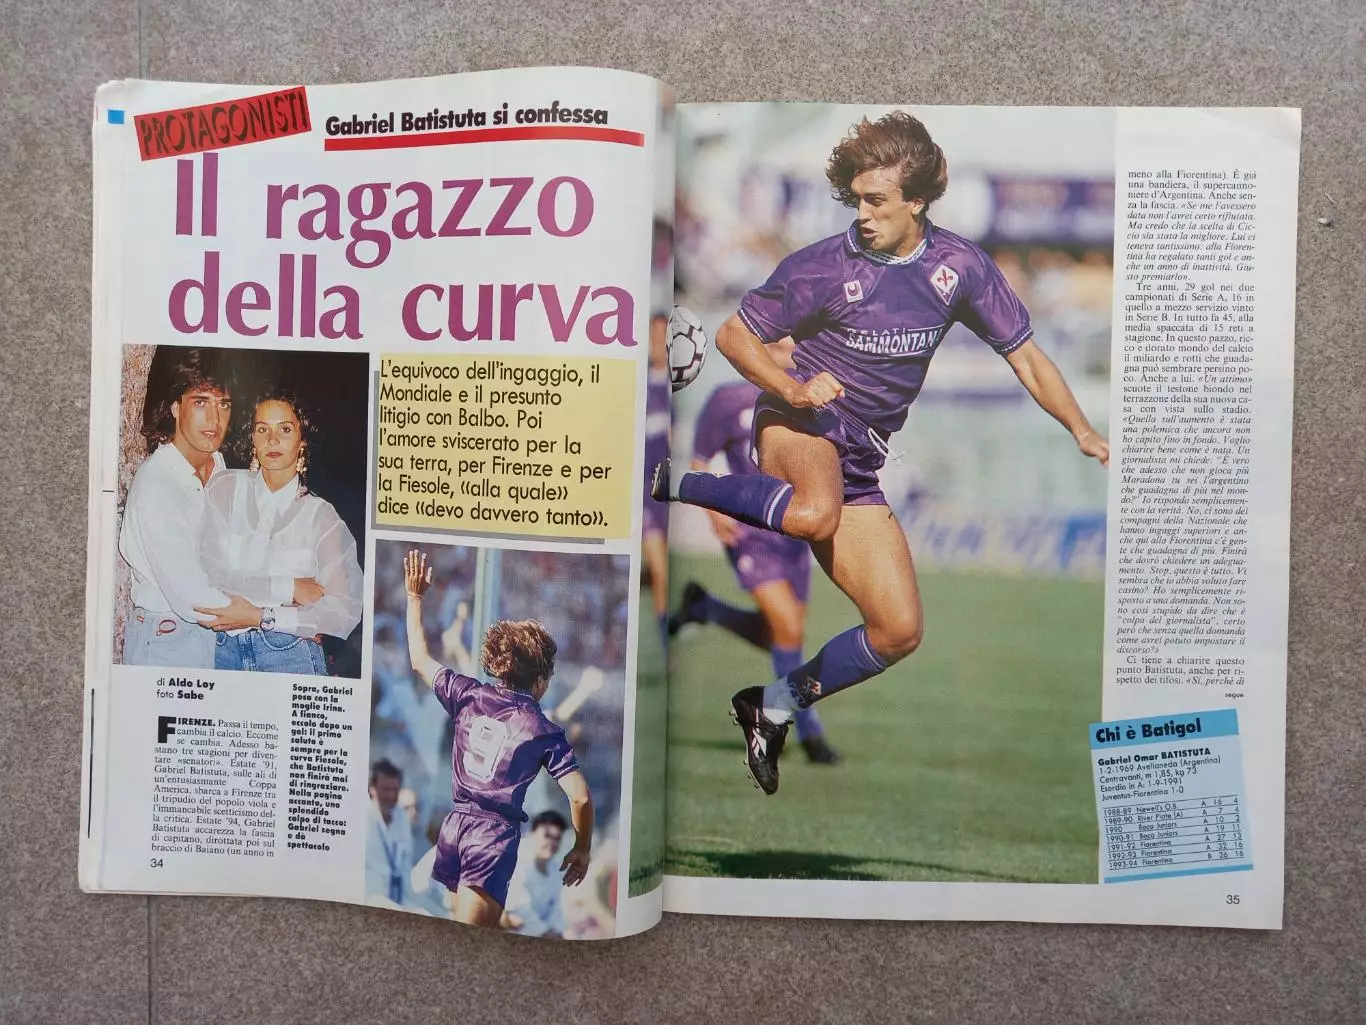 PROTAGONISTI
Gabriel Batistuta si confessa
Il ragazzo
della curva
L'equivoco dell'ingaggio, il
Mondiale e il presunto
litigio con Balbo. Poi
l'amore sviscerato per la
sua terra, per Firenze e per
la Fiesole, «alla quale»
dice «devo davvero tanto».
di Aldo Loy
foto Sabe
FIRENZE. Passa il tempo,
cambia il calcio. Eccome
se cambia. Adesso ba-
stano tre stagioni per diven-
tare «senatori». Estate '91,
Gabriel Batistuta, sulle ali di
un'entusiasmante Coppa
America, sbarca a Firenze tra
il tripudio del popolo viola e
l'immancabile scetticismo del-
la critica. Estate '94, Gabriel
Batistuta accarezza la fascia
di capitano, dirottata poi sul
braccio di Baiano (un anno in
34
Sopra, Gabriel
posa con la
moglie Irina.
A fianco,
eccolo dopo un
gol: il primo
saluto è
sempre per la
curva Fiesole,
che Batistuta
non finirà mai
di ringraziare.
Nella pagina
accanto, uno
splendido
colpo di tacco:
Gabriel segna
e dà
spettacolo
9
GELATI
SAMMONTANA
meno alla Fiorentina). È già
una bandiera, il supercanno-
niere d'Argentina. Anche sen-
za la fascia. «Se me l'avessero
data non l'avrei certo rifiutata.
Ma credo che la scelta di Cic-
cio sia stata la migliore. Lui ci
teneva tantissimo: alla Fioren-
tina ha regalato tanti gol e an-
che un anno di inattività. Giu-
sto premiarlo».
Tre anni, 29 gol nei due
campionati di Serie A, 16 in
quello a mezzo servizio vinto
in Serie B. In tutto fa 45, alla
media spaccata di 15 reti a
stagione. In questo pazzo, ric-
co e dorato mondo del calcio
il miliardo e rotti che guada-
gna può sembrare persino po-
co. Anche a lui. «Un attimo»
scuote il testone biondo nel
terrazzone della sua nuova ca-
sa con vista sullo stadio.
«Quella sull'aumento è stata
una polemica che ancora non
ho capito fino in fondo. Voglio
chiarire bene come è nata. Un
giornalista mi chiede: "È vero
che adesso che non gioca più
Maradona tu sei l'argentino
che guadagna di più nel mon-
do?" Io rispondo semplicemen-
te con la verità. No, ci sono dei
compagni della Nazionale che
hanno ingaggi superiori e an-
che qui alla Fiorentina c'è gen-
te che guadagna di più. Finirà
che dovrò chiedere un adegua-
mento. Stop, questo è tutto. Vi
sembra che io abbia voluto fare
casino? Ho semplicemente ri-
sposto a una domanda. Non so-
no così stupido da dire che è
"colpa del giornalista", certo
però che senza quella domanda
come avrei potuto impostare il
discorso?»
Ci tiene a chiarire questo
punto Batistuta, anche per ri-
spetto dei tifosi. «Sì, perché di
segue
Chi è Batigol
Gabriel Omar BATISTUTA
1-2-1969 Avellaneda (Argentina)
Centravanti, m 1,85, kg 73
Esordio in A: 1-9-1991
Juventus-Fiorentina 1-0
1988-89 Newell's O.B. A 16 4
1989-90 River Plate (A) A 7 4
1990 Boca Juniors A 10 2
1990-91 Boca Juniors A 19 11
1991-92 Fiorentina A 27 13
1992-93 Fiorentina A 32 16
1993-94 Fiorentina B 26 16
35